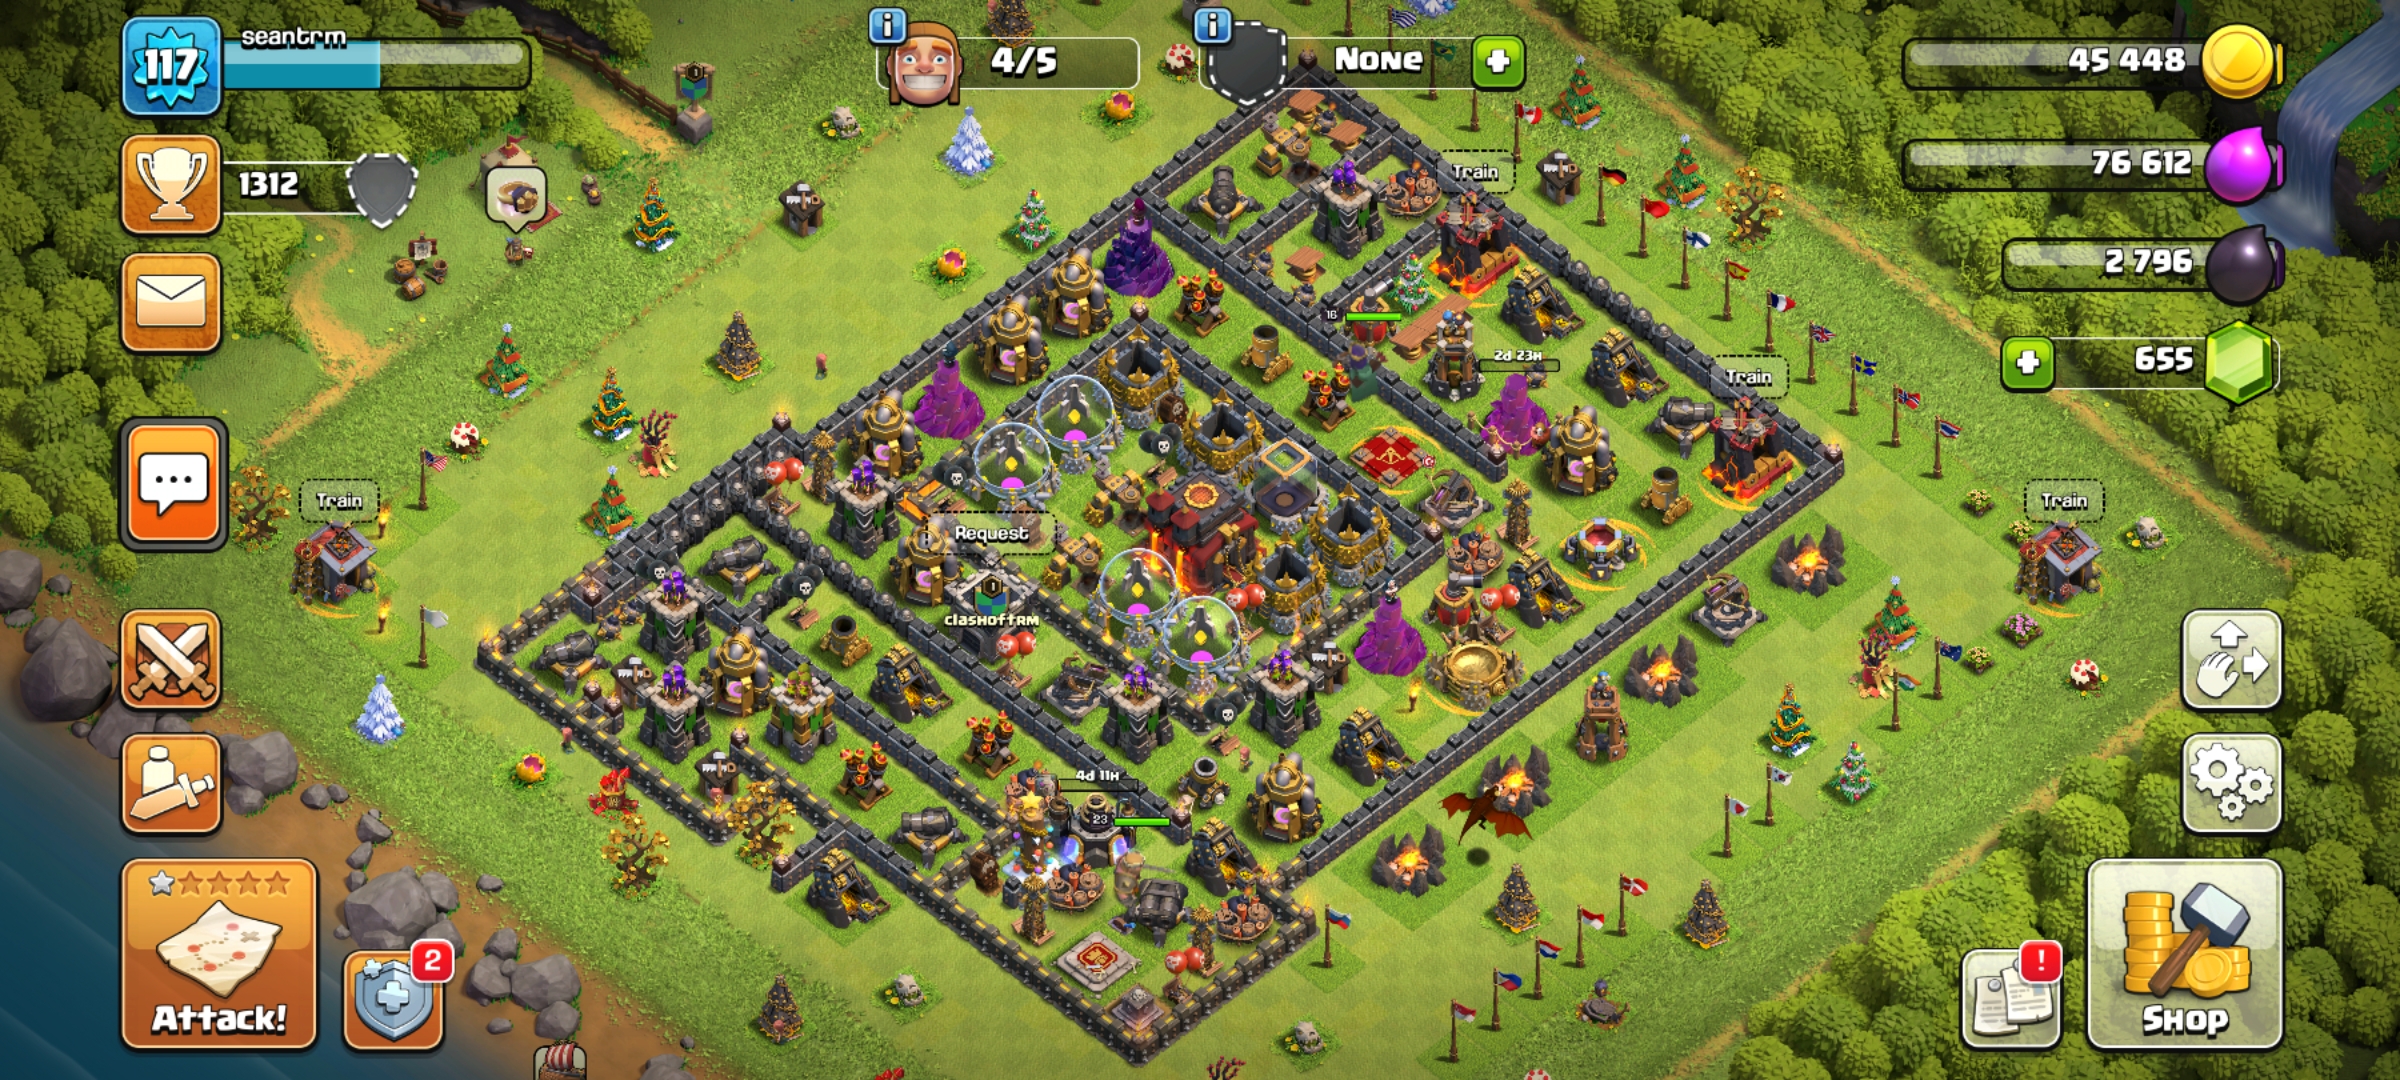 117
seantrm
i
4/5
i
None
45 448
1312
Train
76 612
2 796
16
655
2d 23H
Train
Train
Request
Train
clashoftrm
4d 11H
23
Attack!
2
!
Shop